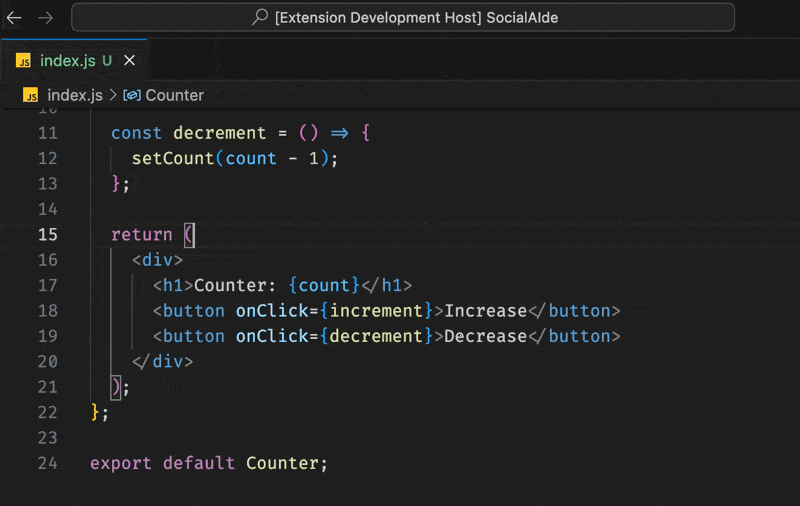 [Extension Development Host] SocialAIde
JS index.js U
JS index.js > Counter
10
11 const decrement = () => {
12 setCount(count - 1);
13 };
14
15 return (
16 <div>
17 <h1>Counter: {count}</h1>
18 <button onClick={increment}>Increase</button>
19 <button onClick={decrement}>Decrease</button>
20 </div>
21 );
22 };
23
24 export default Counter;